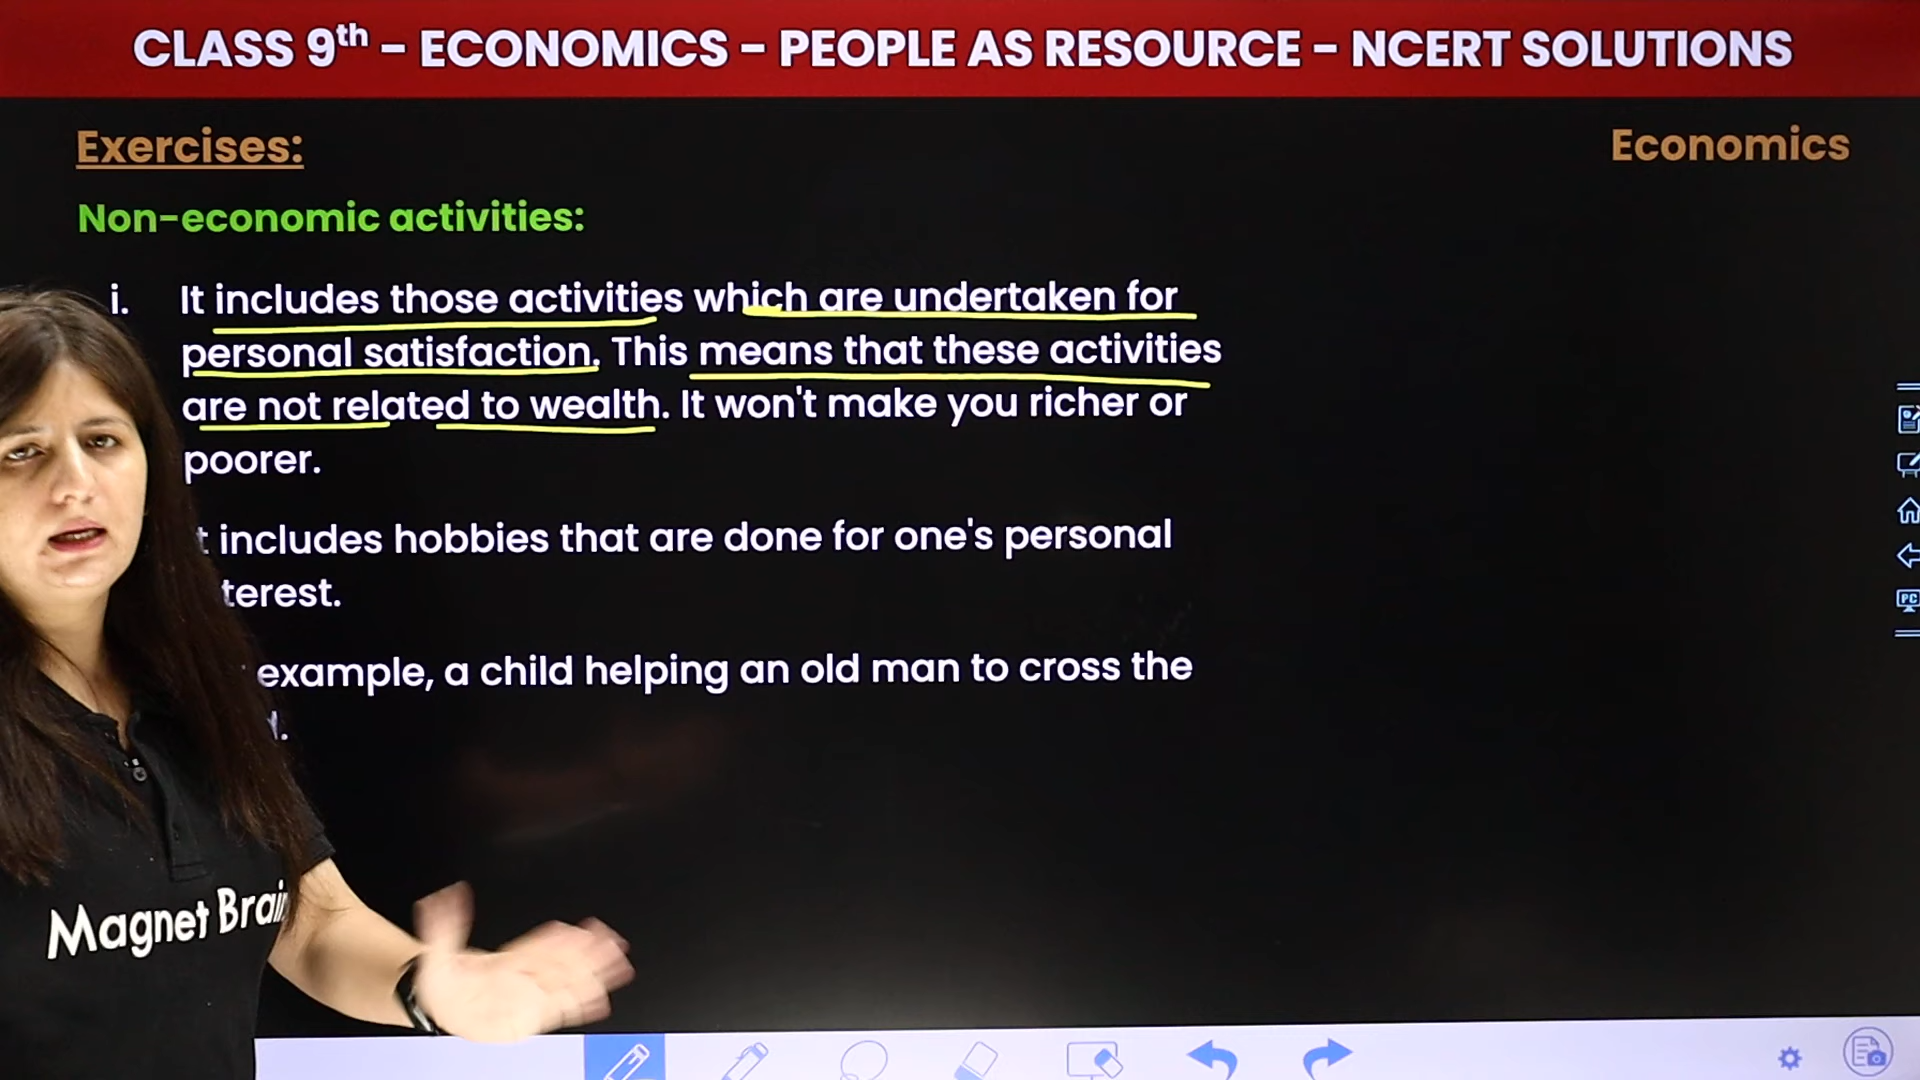 CLASS 9th – ECONOMICS – PEOPLE AS RESOURCE – NCERT SOLUTIONS
Exercises:
Economics
Non-economic activities:
i. It includes those activities which are undertaken for
personal satisfaction. This means that these activities
are not related to wealth. It won't make you richer or
poorer.
includes hobbies that are done for one's personal
terest.
example, a child helping an old man to cross the
Magnet Brain
PC